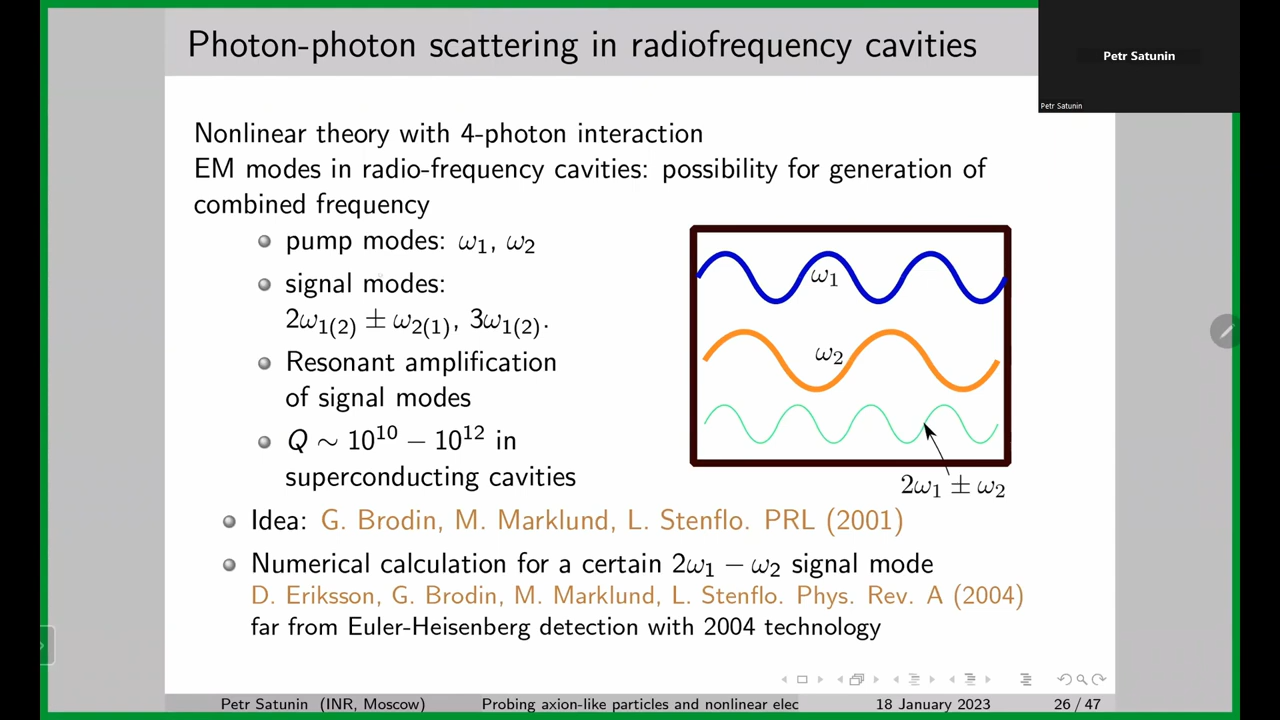 Photon-photon scattering in radiofrequency cavities
Petr Satunin
Petr Satunin
Nonlinear theory with 4-photon interaction
EM modes in radio-frequency cavities: possibility for generation of
combined frequency
pump modes: ω₁, ω₂
signal modes:
2ω₁₍₂₎ ± ω₂₍₁₎, 3ω₁₍₂₎.
Resonant amplification
of signal modes
Q ∼ 10¹⁰ − 10¹² in
superconducting cavities
ω₁
ω₂
2ω₁ ± ω₂
Idea: G. Brodin, M. Marklund, L. Stenflo. PRL (2001)
Numerical calculation for a certain 2ω₁ − ω₂ signal mode
D. Eriksson, G. Brodin, M. Marklund, L. Stenflo. Phys. Rev. A (2004)
far from Euler-Heisenberg detection with 2004 technology
Petr Satunin (INR, Moscow) Probing axion-like particles and nonlinear elec 18 January 2023 26 / 47